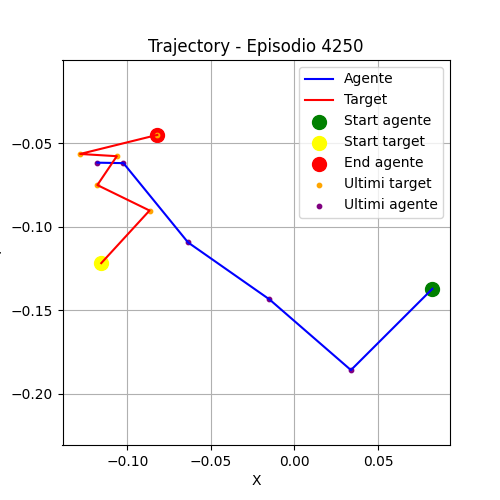 Trajectory - Episodio 4250
Agente
Target
Start agente
Start target
End agente
Ultimi target
Ultimi agente
−0.05
−0.10
−0.15
−0.20
−0.10
−0.05
0.00
0.05
X